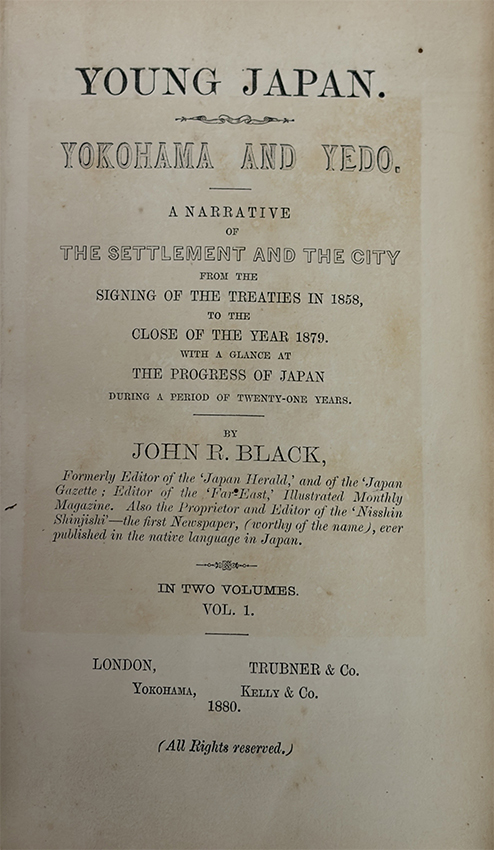 YOUNG JAPAN.
YOKOHAMA AND YEDO.
A NARRATIVE
OF
THE SETTLEMENT AND THE CITY
FROM THE
SIGNING OF THE TREATIES IN 1858,
TO THE
CLOSE OF THE YEAR 1879.
WITH A GLANCE AT
THE PROGRESS OF JAPAN
DURING A PERIOD OF TWENTY-ONE YEARS.
BY
JOHN R. BLACK,
Formerly Editor of the 'Japan Herald,' and of the 'Japan
Gazette; Editor of the 'Far East,' Illustrated Monthly
Magazine. Also the Proprietor and Editor of the 'Nisshin
Shinjishi'—the first Newspaper, (worthy of the name), ever
published in the native language in Japan.
IN TWO VOLUMES.
VOL. 1.
LONDON, TRUBNER & Co.
YOKOHAMA, KELLY & Co.
1880.
(All Rights reserved.)